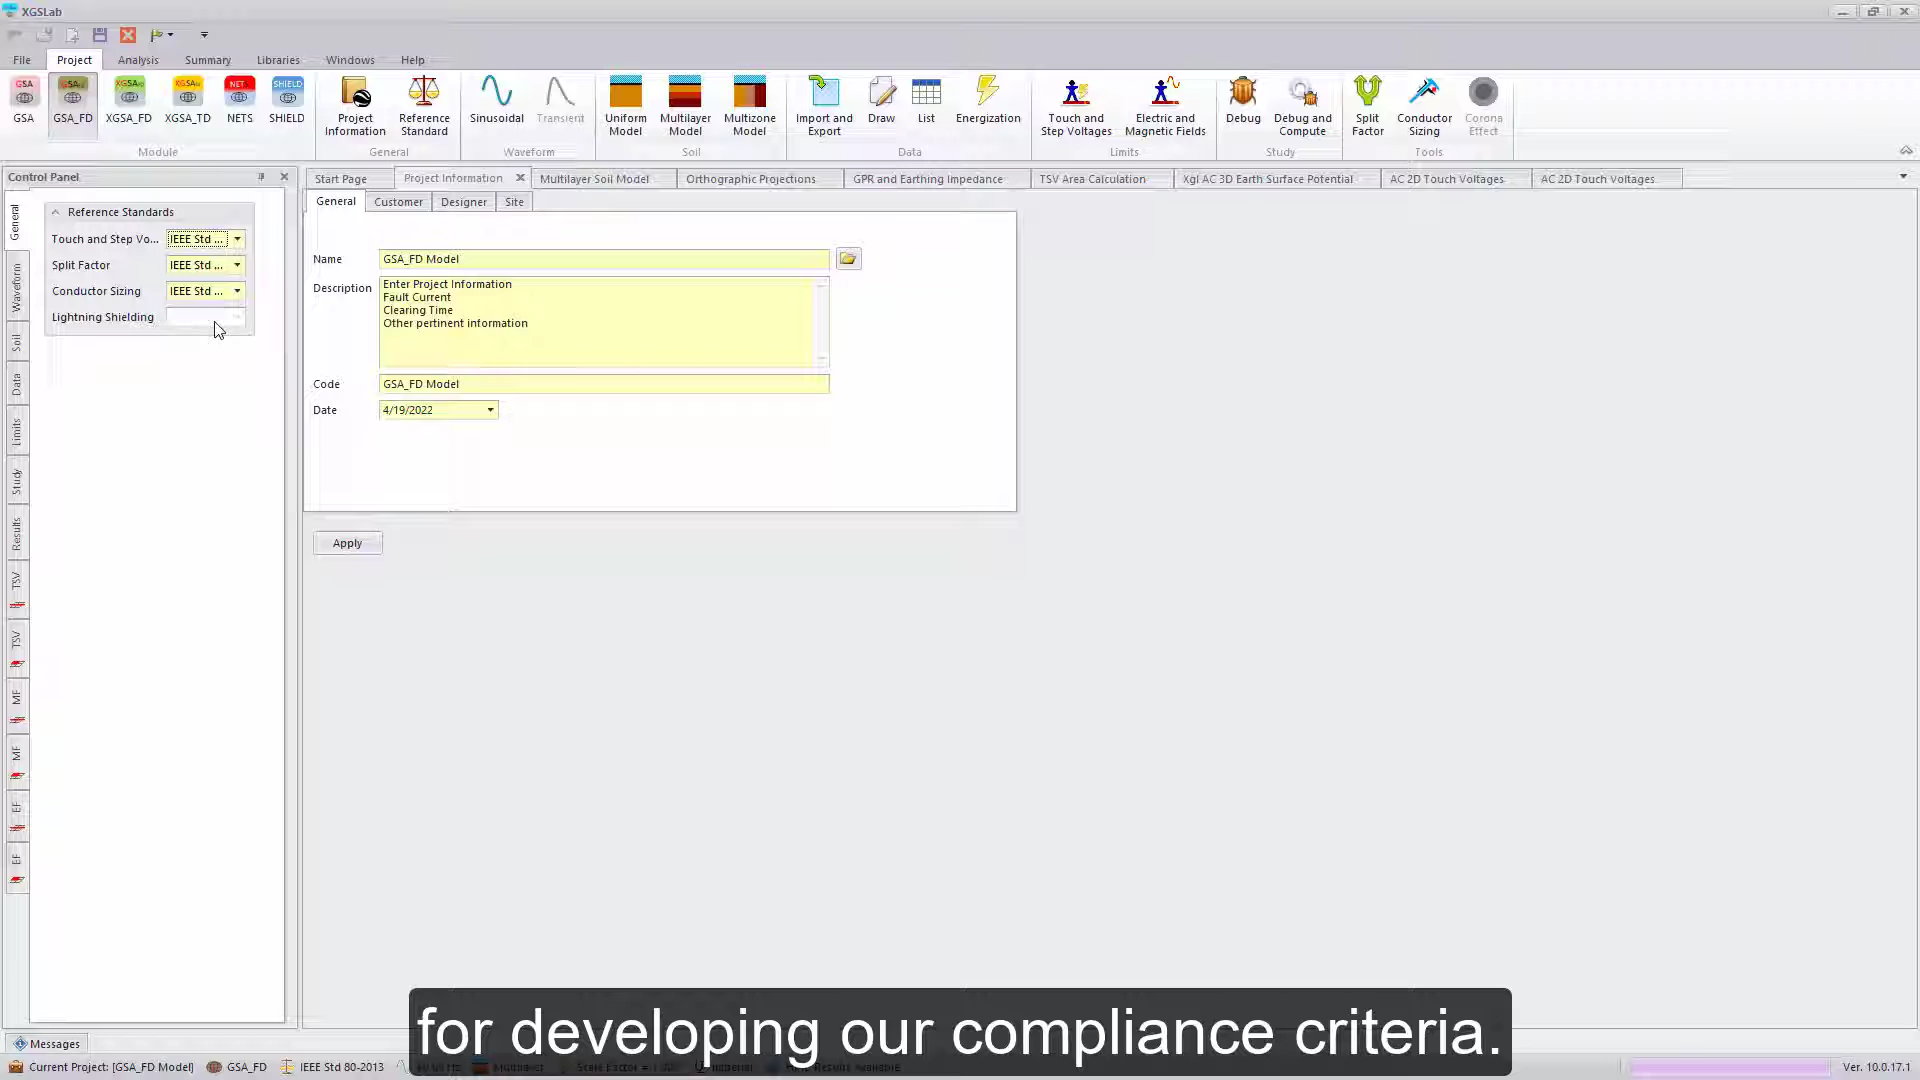 XGSLab
File Project Analysis Summary Libraries Windows Help
GSA GSA_FD XGSA_FD XGSA_TD NETS SHIELD
Project Information
Reference Standard
Sinusoidal Transient
Uniform Model
Multilayer Model
Multizone Model
Import and Export
Draw List Energization
Touch and Step Voltages
Electric and Magnetic Fields
Debug
Debug and Compute
Split Factor
Conductor Sizing
Corona Effect
Module General Waveform Soil Data Limits Study Tools
Control Panel
Start Page Project Information Multilayer Soil Model Orthographic Projections GPR and Earthing Impedance TSV Area Calculation Xgl AC 3D Earth Surface Potential AC 2D Touch Voltages AC 2D Touch Voltages
General
Waveform
Soil
Data
Limits
Study
Results
TSV
TSV
MF
MF
EF
EF
Reference Standards
Touch and Step Vo... IEEE Std ...
Split Factor IEEE Std ...
Conductor Sizing IEEE Std ...
Lightning Shielding
General Customer Designer Site
Name GSA_FD Model
Description Enter Project Information
Fault Current
Clearing Time
Other pertinent information
Code GSA_FD Model
Date 4/19/2022
Apply
for developing our compliance criteria.
Messages
Current Project: [GSA_FD Model] GSA_FD IEEE Std 80-2013
Ver. 10.0.17.1